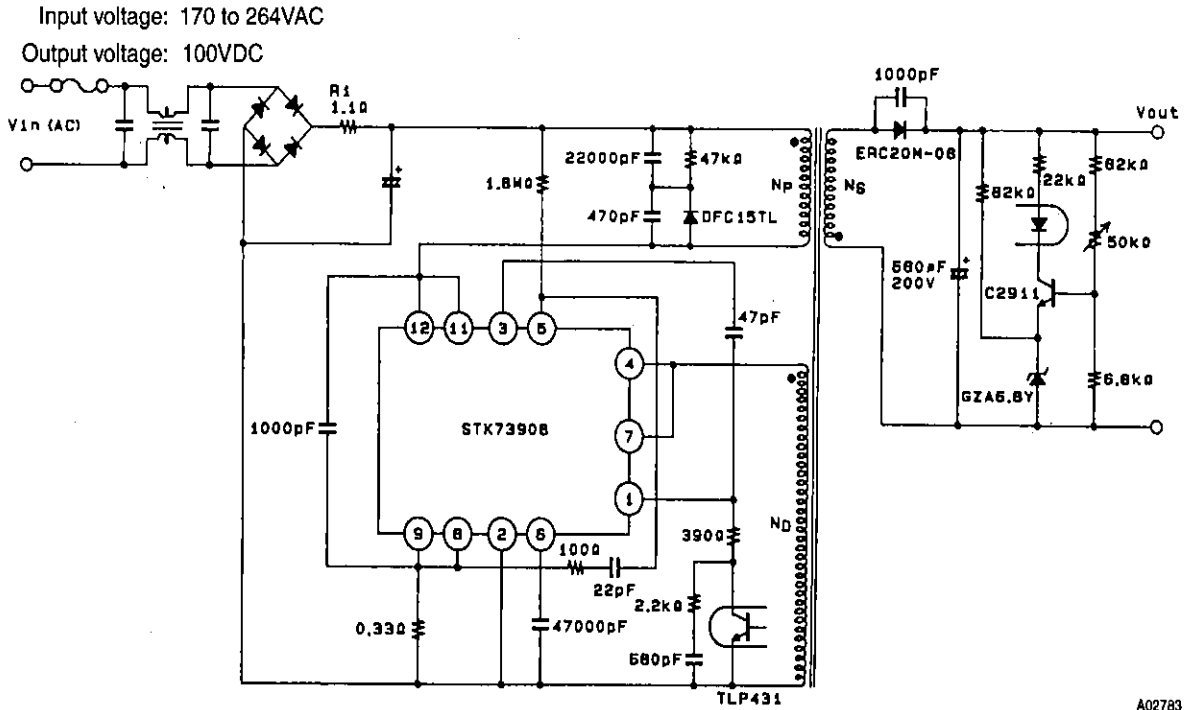 Input voltage: 170 to 264VAC
Output voltage: 100VDC
Vin (AC)
R1
1.1Ω
1.8MΩ
22000pF
47kΩ
470pF
DFC15TL
NP
NS
1000pF
ERC20M-08
Vout
82kΩ
22kΩ
82kΩ
50kΩ
560μF
200V
C2911
6.8kΩ
GZA6.8Y
12
11
3
5
47pF
4
7
1
STK7390B
1000pF
9
8
2
6
100Ω
22pF
0.33Ω
47000pF
390Ω
2.2kΩ
680pF
ND
TLP431
A02783